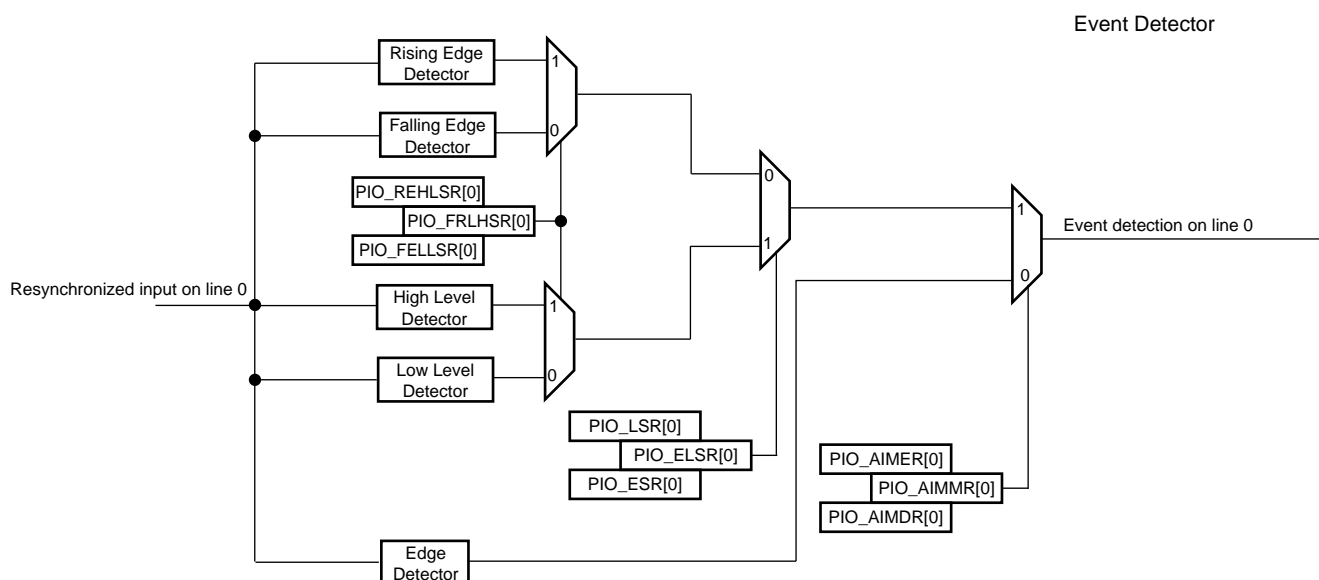 Event Detector
Rising Edge
Detector
1
Falling Edge
Detector
0
PIO_REHLSR[0]
PIO_FRLHSR[0]
PIO_FELLSR[0]
0
1
1
0
Event detection on line 0
Resynchronized input on line 0
High Level
Detector
1
Low Level
Detector
0
PIO_LSR[0]
PIO_ELSR[0]
PIO_ESR[0]
PIO_AIMER[0]
PIO_AIMMR[0]
PIO_AIMDR[0]
Edge
Detector